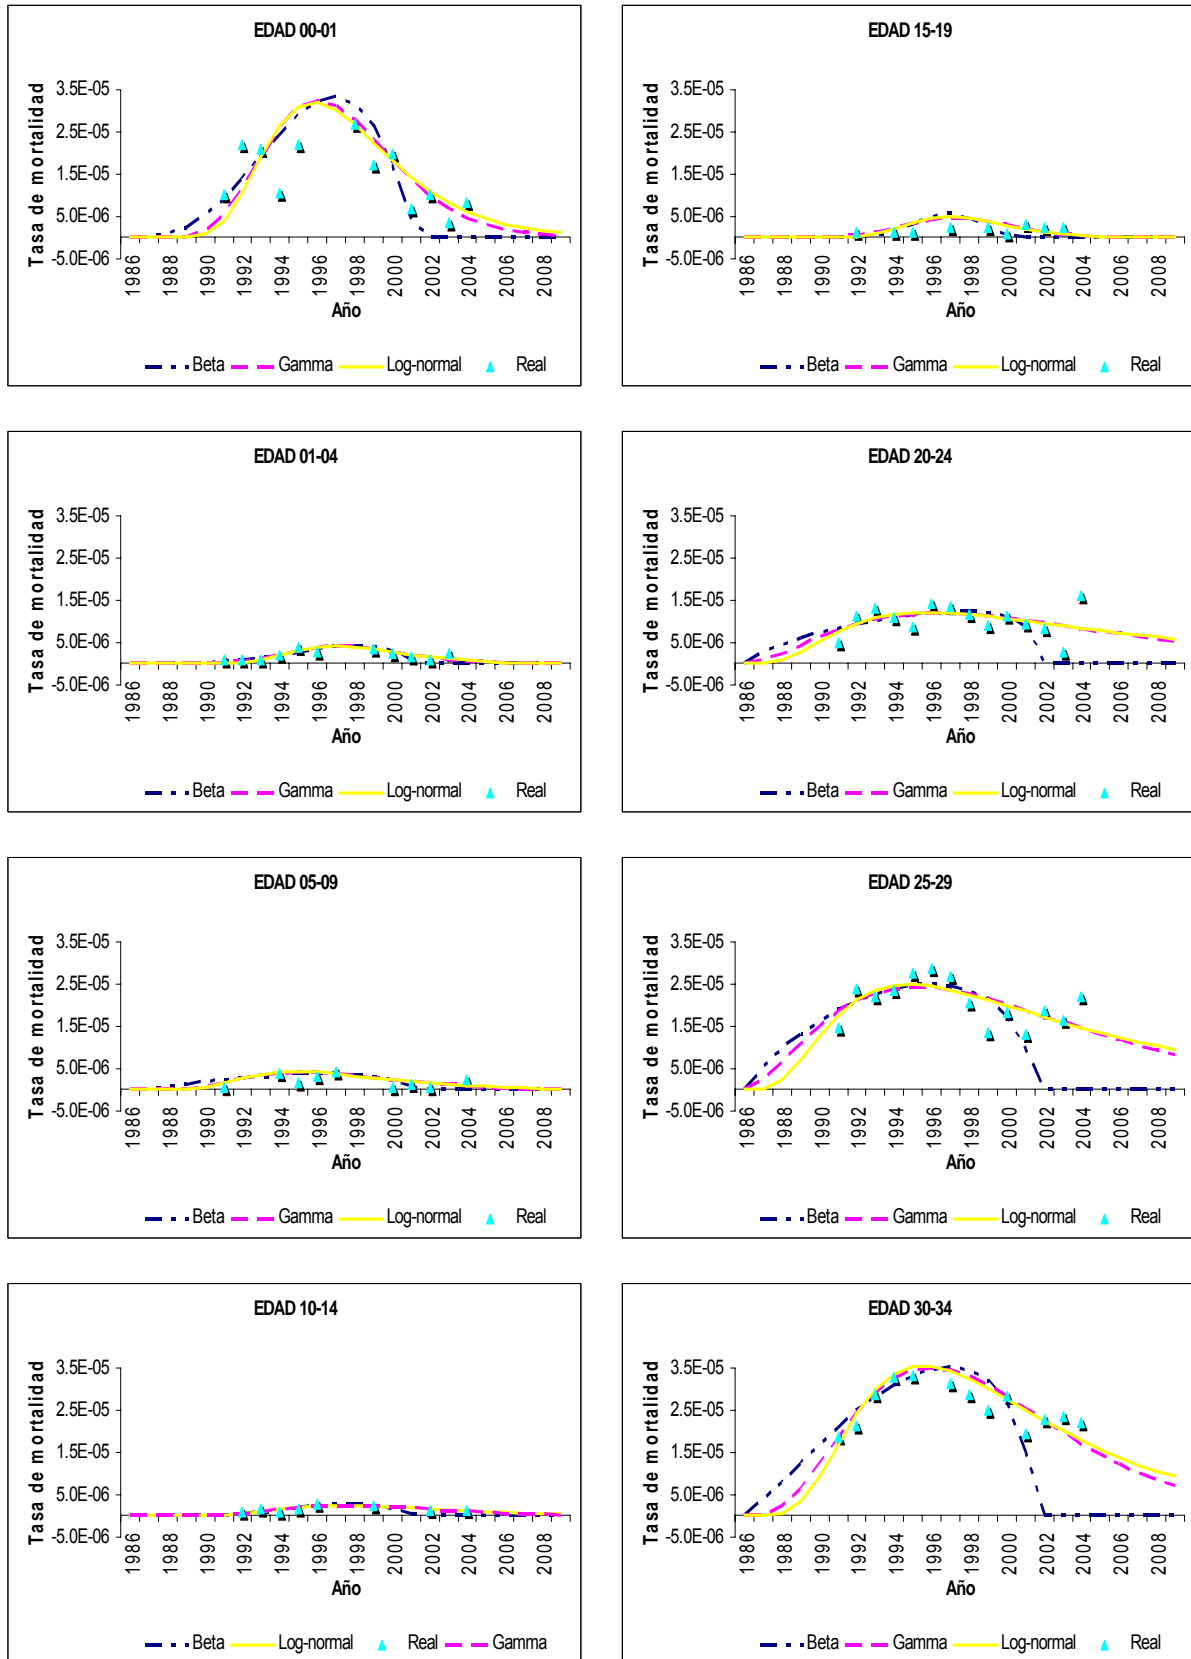 EDAD 00-01
Tasa de mortalidad
3.5E-05
2.5E-05
1.5E-05
5.0E-06
-5.0E-06
1986
1988
1990
1992
1994
1996
1998
2000
2002
2004
2006
2008
Año
Beta Gamma Log-normal Real
EDAD 15-19
Tasa de mortalidad
3.5E-05
2.5E-05
1.5E-05
5.0E-06
-5.0E-06
1986
1988
1990
1992
1994
1996
1998
2000
2002
2004
2006
2008
Año
Beta Gamma Log-normal Real
EDAD 01-04
Tasa de mortalidad
3.5E-05
2.5E-05
1.5E-05
5.0E-06
-5.0E-06
1986
1988
1990
1992
1994
1996
1998
2000
2002
2004
2006
2008
Año
Beta Gamma Log-normal Real
EDAD 20-24
Tasa de mortalidad
3.5E-05
2.5E-05
1.5E-05
5.0E-06
-5.0E-06
1986
1988
1990
1992
1994
1996
1998
2000
2002
2004
2006
2008
Año
Beta Gamma Log-normal Real
EDAD 05-09
Tasa de mortalidad
3.5E-05
2.5E-05
1.5E-05
5.0E-06
-5.0E-06
1986
1988
1990
1992
1994
1996
1998
2000
2002
2004
2006
2008
Año
Beta Gamma Log-normal Real
EDAD 25-29
Tasa de mortalidad
3.5E-05
2.5E-05
1.5E-05
5.0E-06
-5.0E-06
1986
1988
1990
1992
1994
1996
1998
2000
2002
2004
2006
2008
Año
Beta Gamma Log-normal Real
EDAD 10-14
Tasa de mortalidad
3.5E-05
2.5E-05
1.5E-05
5.0E-06
-5.0E-06
1986
1988
1990
1992
1994
1996
1998
2000
2002
2004
2006
2008
Año
Beta Log-normal Real Gamma
EDAD 30-34
Tasa de mortalidad
3.5E-05
2.5E-05
1.5E-05
5.0E-06
-5.0E-06
1986
1988
1990
1992
1994
1996
1998
2000
2002
2004
2006
2008
Año
Beta Gamma Log-normal Real